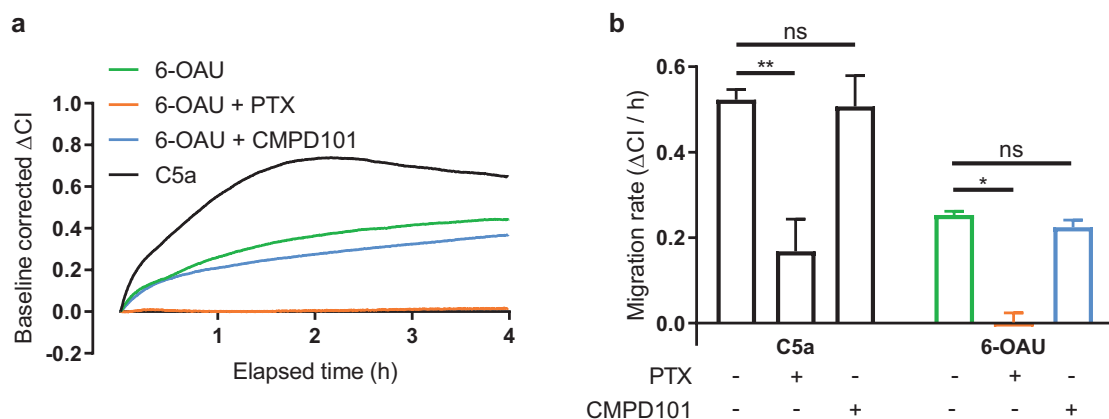 a
6-OAU
6-OAU + PTX
6-OAU + CMPD101
C5a
Baseline corrected ΔCI
1.0
0.8
0.6
0.4
0.2
0.0
-0.2
1 2 3 4
Elapsed time (h)
b
ns
**
ns
*
Migration rate (ΔCI / h)
0.6
0.4
0.2
0.0
C5a 6-OAU
PTX - + - - + -
CMPD101 - - + - - +